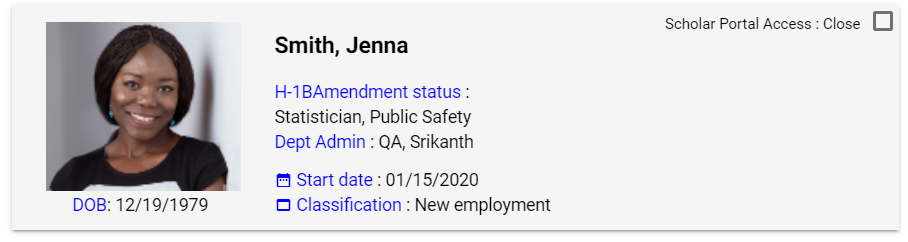 Scholar Portal Access : Close
Smith, Jenna
H-1BAmendment status :
Statistician, Public Safety
Dept Admin : QA, Srikanth
Start date : 01/15/2020
Classification : New employment
DOB: 12/19/1979